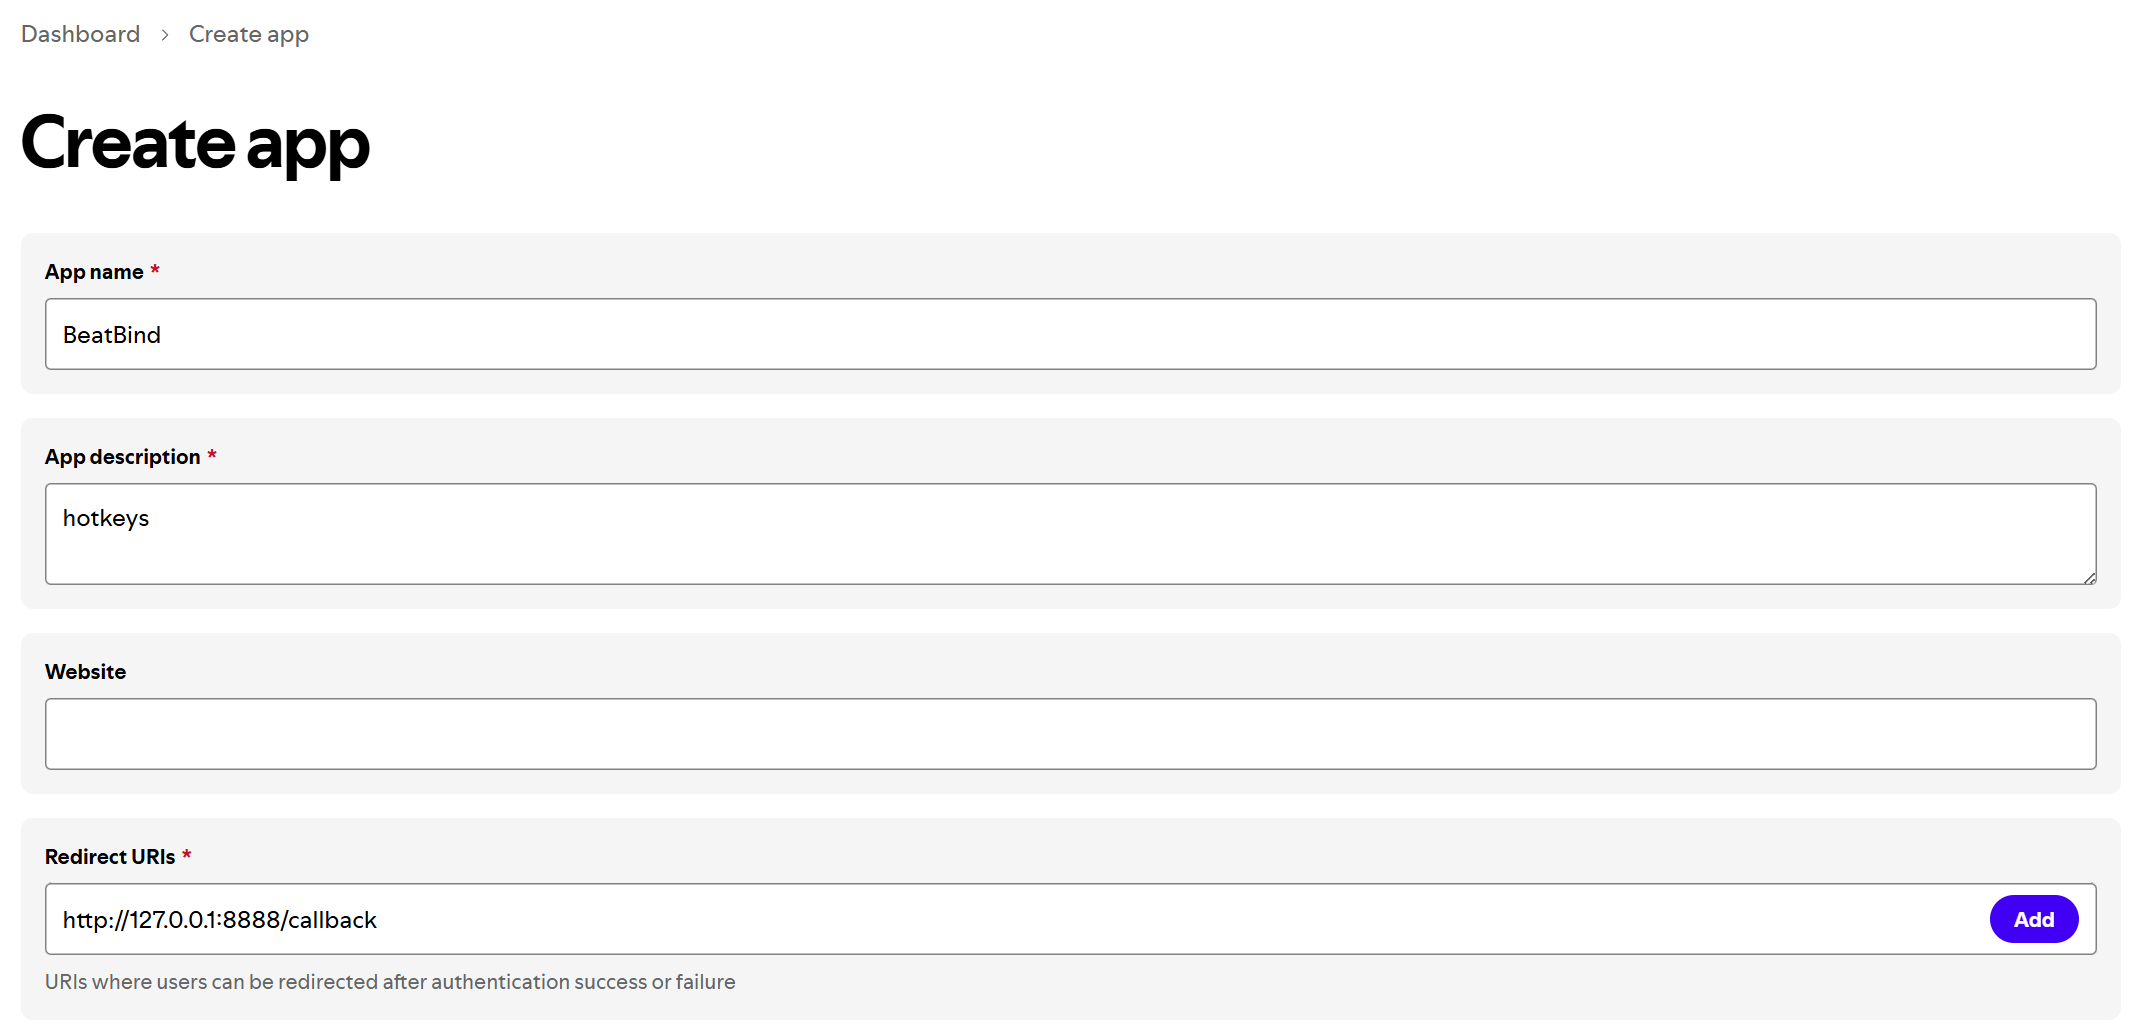 Dashboard > Create app
Create app
App name *
BeatBind
App description *
hotkeys
Website
Redirect URIs *
http://127.0.0.1:8888/callback
Add
URIs where users can be redirected after authentication success or failure